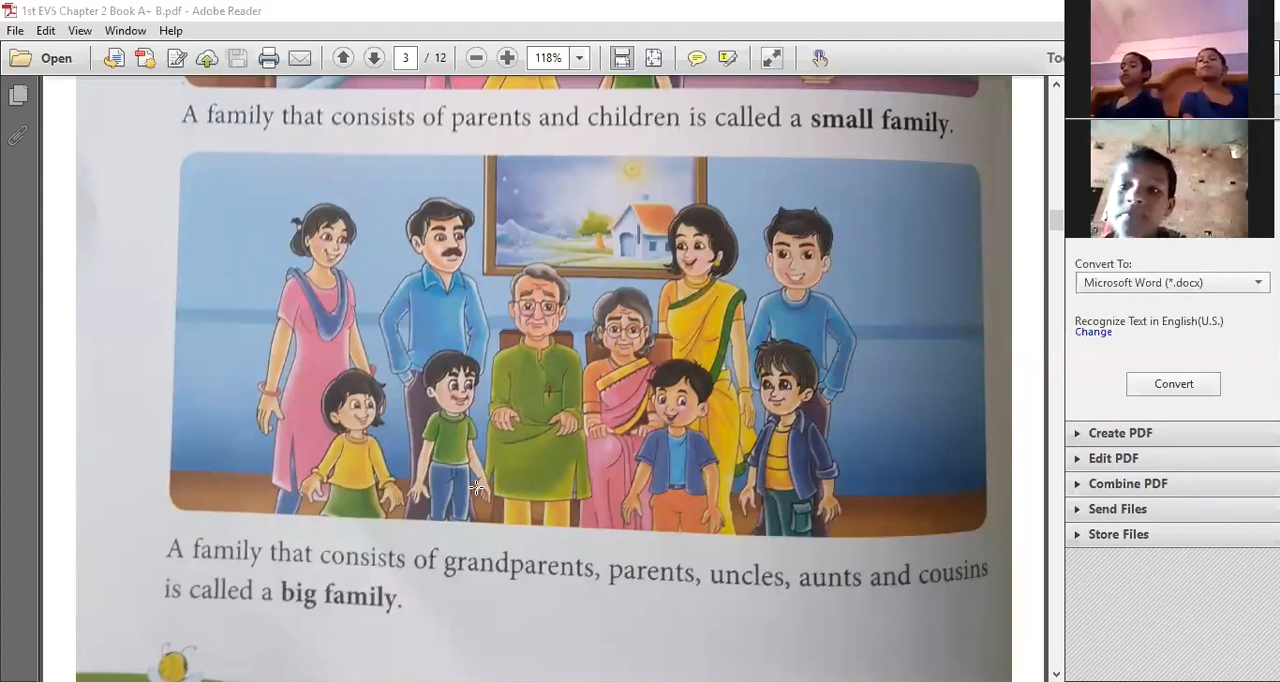 1st EVS Chapter 2 Book A+ B.pdf - Adobe Reader
File Edit View Window Help
Open 3 / 12 118%
A family that consists of parents and children is called a small family.
A family that consists of grandparents, parents, uncles, aunts and cousins
is called a big family.
Convert To:
Microsoft Word (*.docx)
Recognize Text in English(U.S.)
Change
Convert
Create PDF
Edit PDF
Combine PDF
Send Files
Store Files